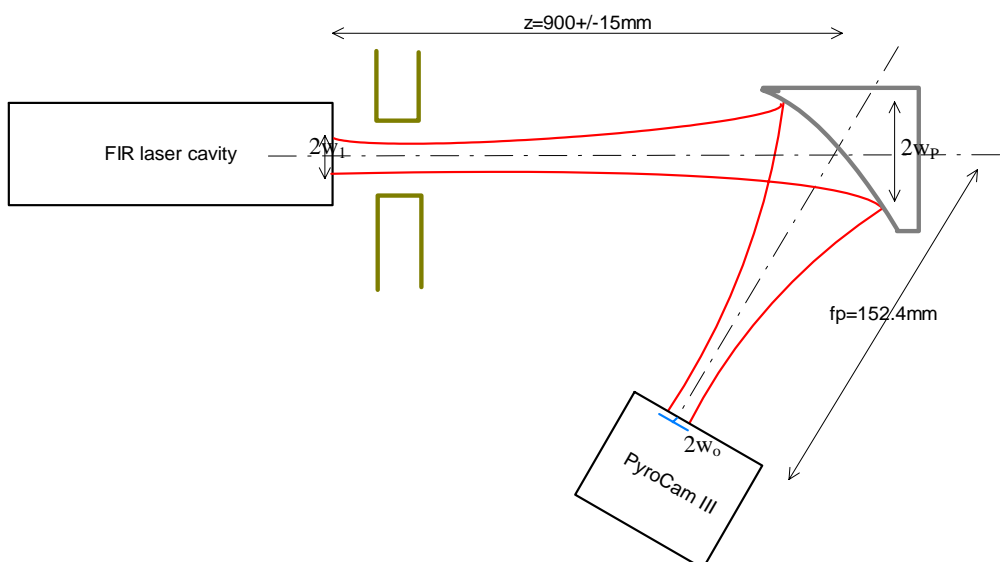 z=900+/-15mm
FIR laser cavity
2w₁
2wₚ
fp=152.4mm
2wₒ
PyroCam III